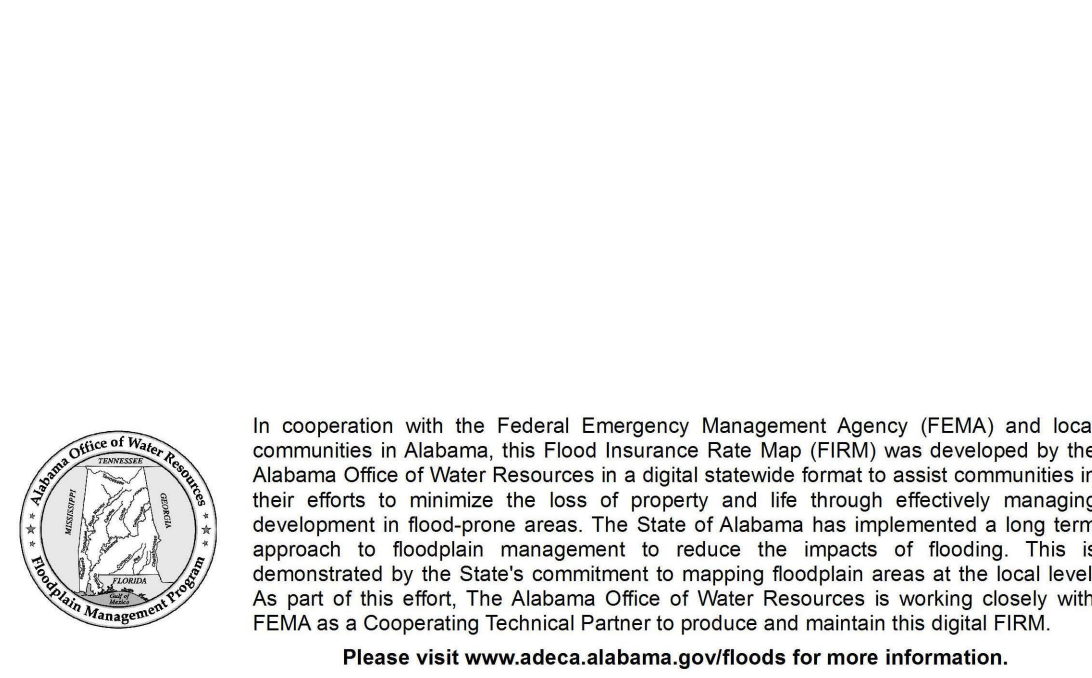 Alabama Office of Water Resources
TENNESSEE
MISSISSIPPI
GEORGIA
FLORIDA
Gulf of
Mexico
Floodplain Management Program
In cooperation with the Federal Emergency Management Agency (FEMA) and loca
communities in Alabama, this Flood Insurance Rate Map (FIRM) was developed by the
Alabama Office of Water Resources in a digital statewide format to assist communities in
their efforts to minimize the loss of property and life through effectively managing
development in flood-prone areas. The State of Alabama has implemented a long term
approach to floodplain management to reduce the impacts of flooding. This is
demonstrated by the State's commitment to mapping floodplain areas at the local level
As part of this effort, The Alabama Office of Water Resources is working closely with
FEMA as a Cooperating Technical Partner to produce and maintain this digital FIRM.
Please visit www.adeca.alabama.gov/floods for more information.